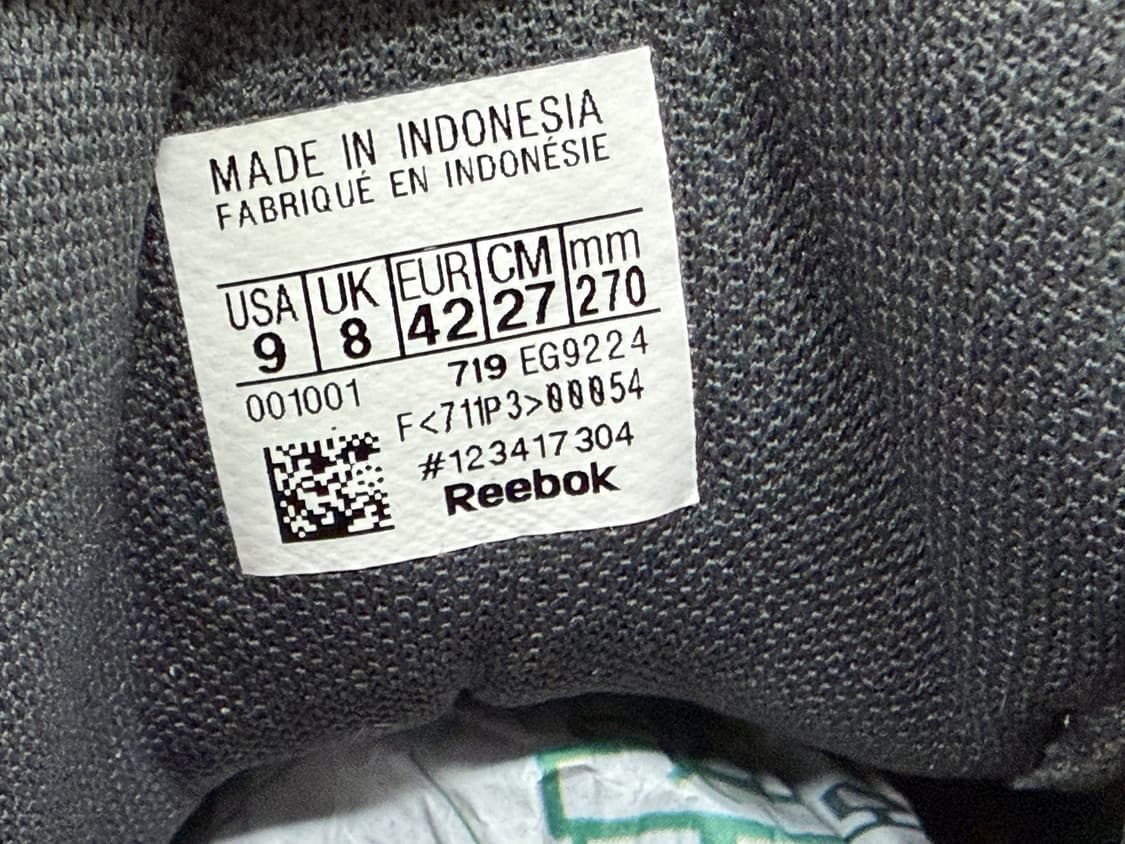 MADE IN INDONESIA
FABRIQUÉ EN INDONÉSIE
USA UK EUR CM mm
9 8 42 27 270
719 EG9224
001001
F<711P3>00054
#123417304
Reebok